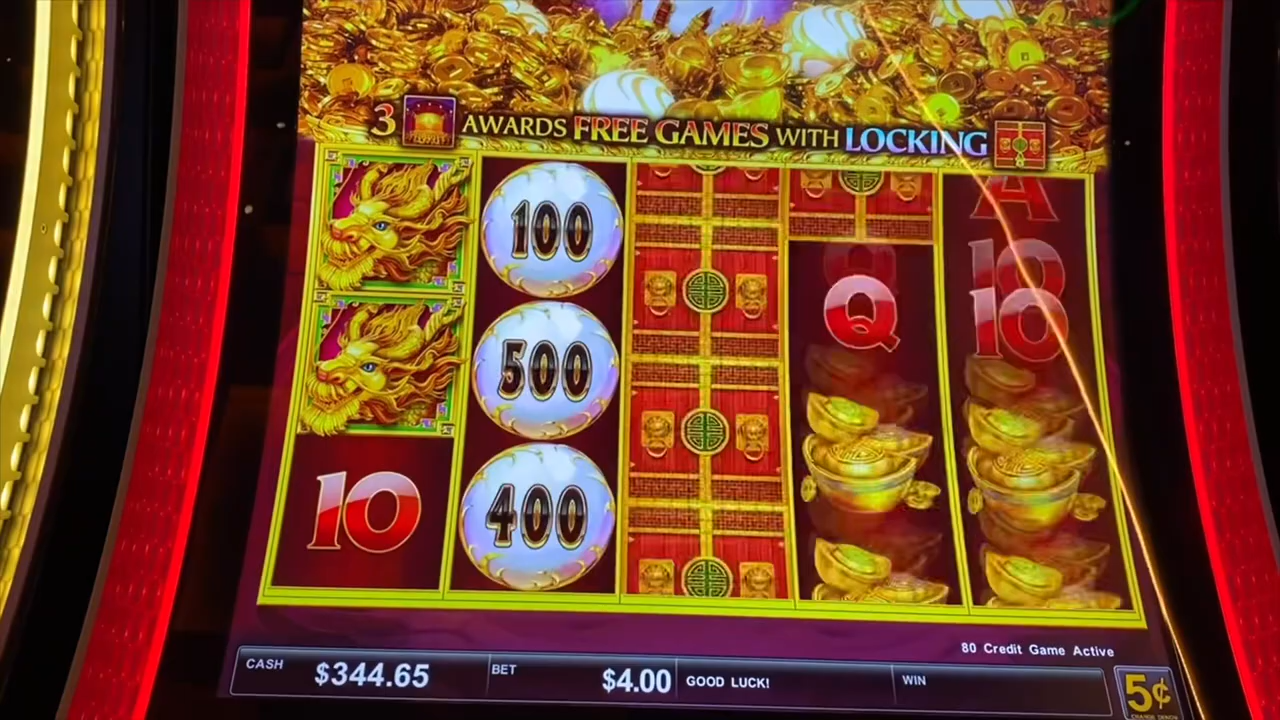 3 AWARDS FREE GAMES WITH LOCKING
A
100
10
Q
10
500
10
400
80 Credit Game Active
CASH $344.65 BET $4.00 GOOD LUCK! WIN
5¢